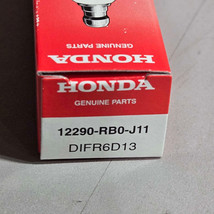 HONDA
GENUINE PARTS
HONDA
GENUINE PARTS
12290-RB0-J11
DIFR6D13